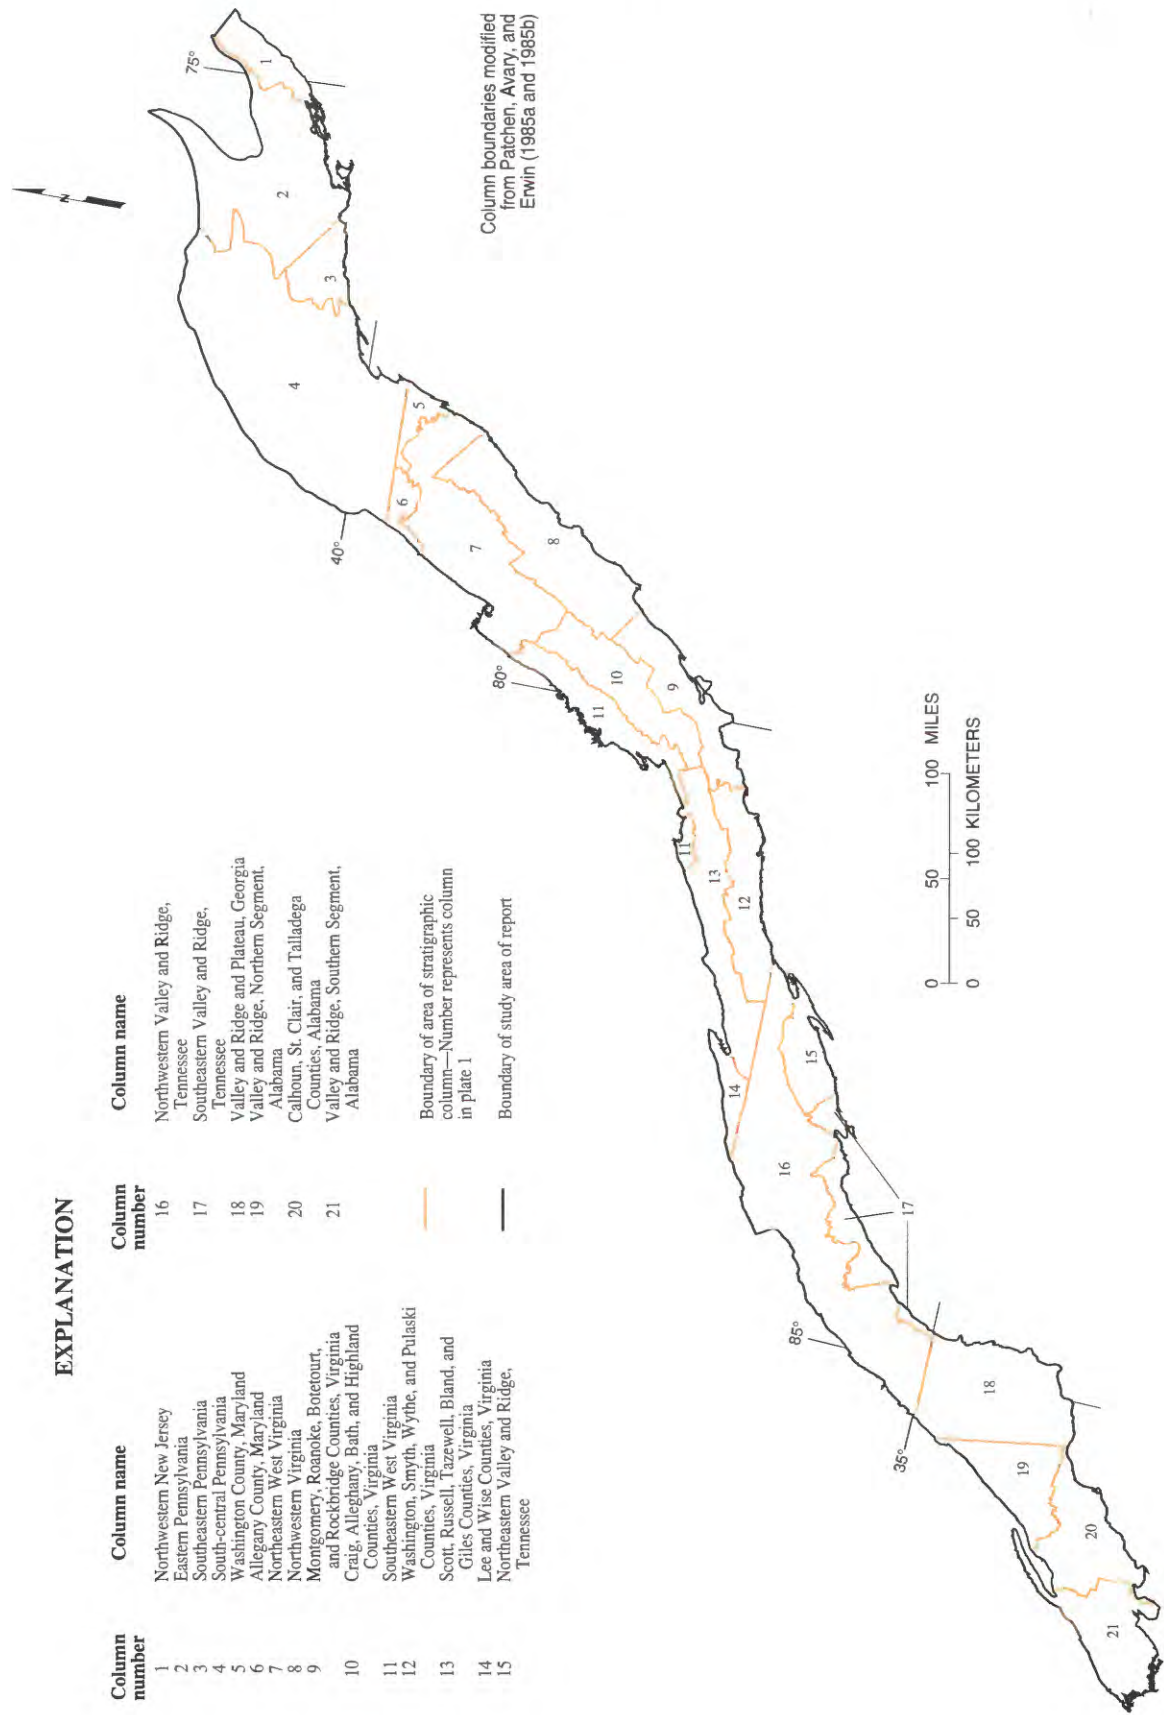 EXPLANATION
Column
number
Column name
1 Northwestern New Jersey
2 Eastern Pennsylvania
3 Southeastern Pennsylvania
4 South-central Pennsylvania
5 Washington County, Maryland
6 Allegany County, Maryland
7 Northeastern West Virginia
8 Northwestern Virginia
9 Montgomery, Roanoke, Botetourt,
and Rockbridge Counties, Virginia
10 Craig, Alleghany, Bath, and Highland
Counties, Virginia
11 Southeastern West Virginia
12 Washington, Smyth, Wythe, and Pulaski
Counties, Virginia
13 Scott, Russell, Tazewell, Bland, and
Giles Counties, Virginia
14 Lee and Wise Counties, Virginia
15 Northeastern Valley and Ridge,
Tennessee
Column
number
Column name
16 Northwestern Valley and Ridge,
Tennessee
17 Southeastern Valley and Ridge,
Tennessee
18 Valley and Ridge and Plateau, Georgia
19 Valley and Ridge, Northern Segment,
Alabama
20 Calhoun, St. Clair, and Talladega
Counties, Alabama
21 Valley and Ridge, Southern Segment,
Alabama
Boundary of area of stratigraphic
column—Number represents column
in plate 1
Boundary of study area of report
N
75°
1
2
3
4
40°
5
6
7
8
80°
9
10
11
11
12
13
14
15
16
17
85°
35°
18
19
20
21
0 50 100 MILES
0 50 100 KILOMETERS
Column boundaries modified
from Patchen, Avary, and
Erwin (1985a and 1985b)